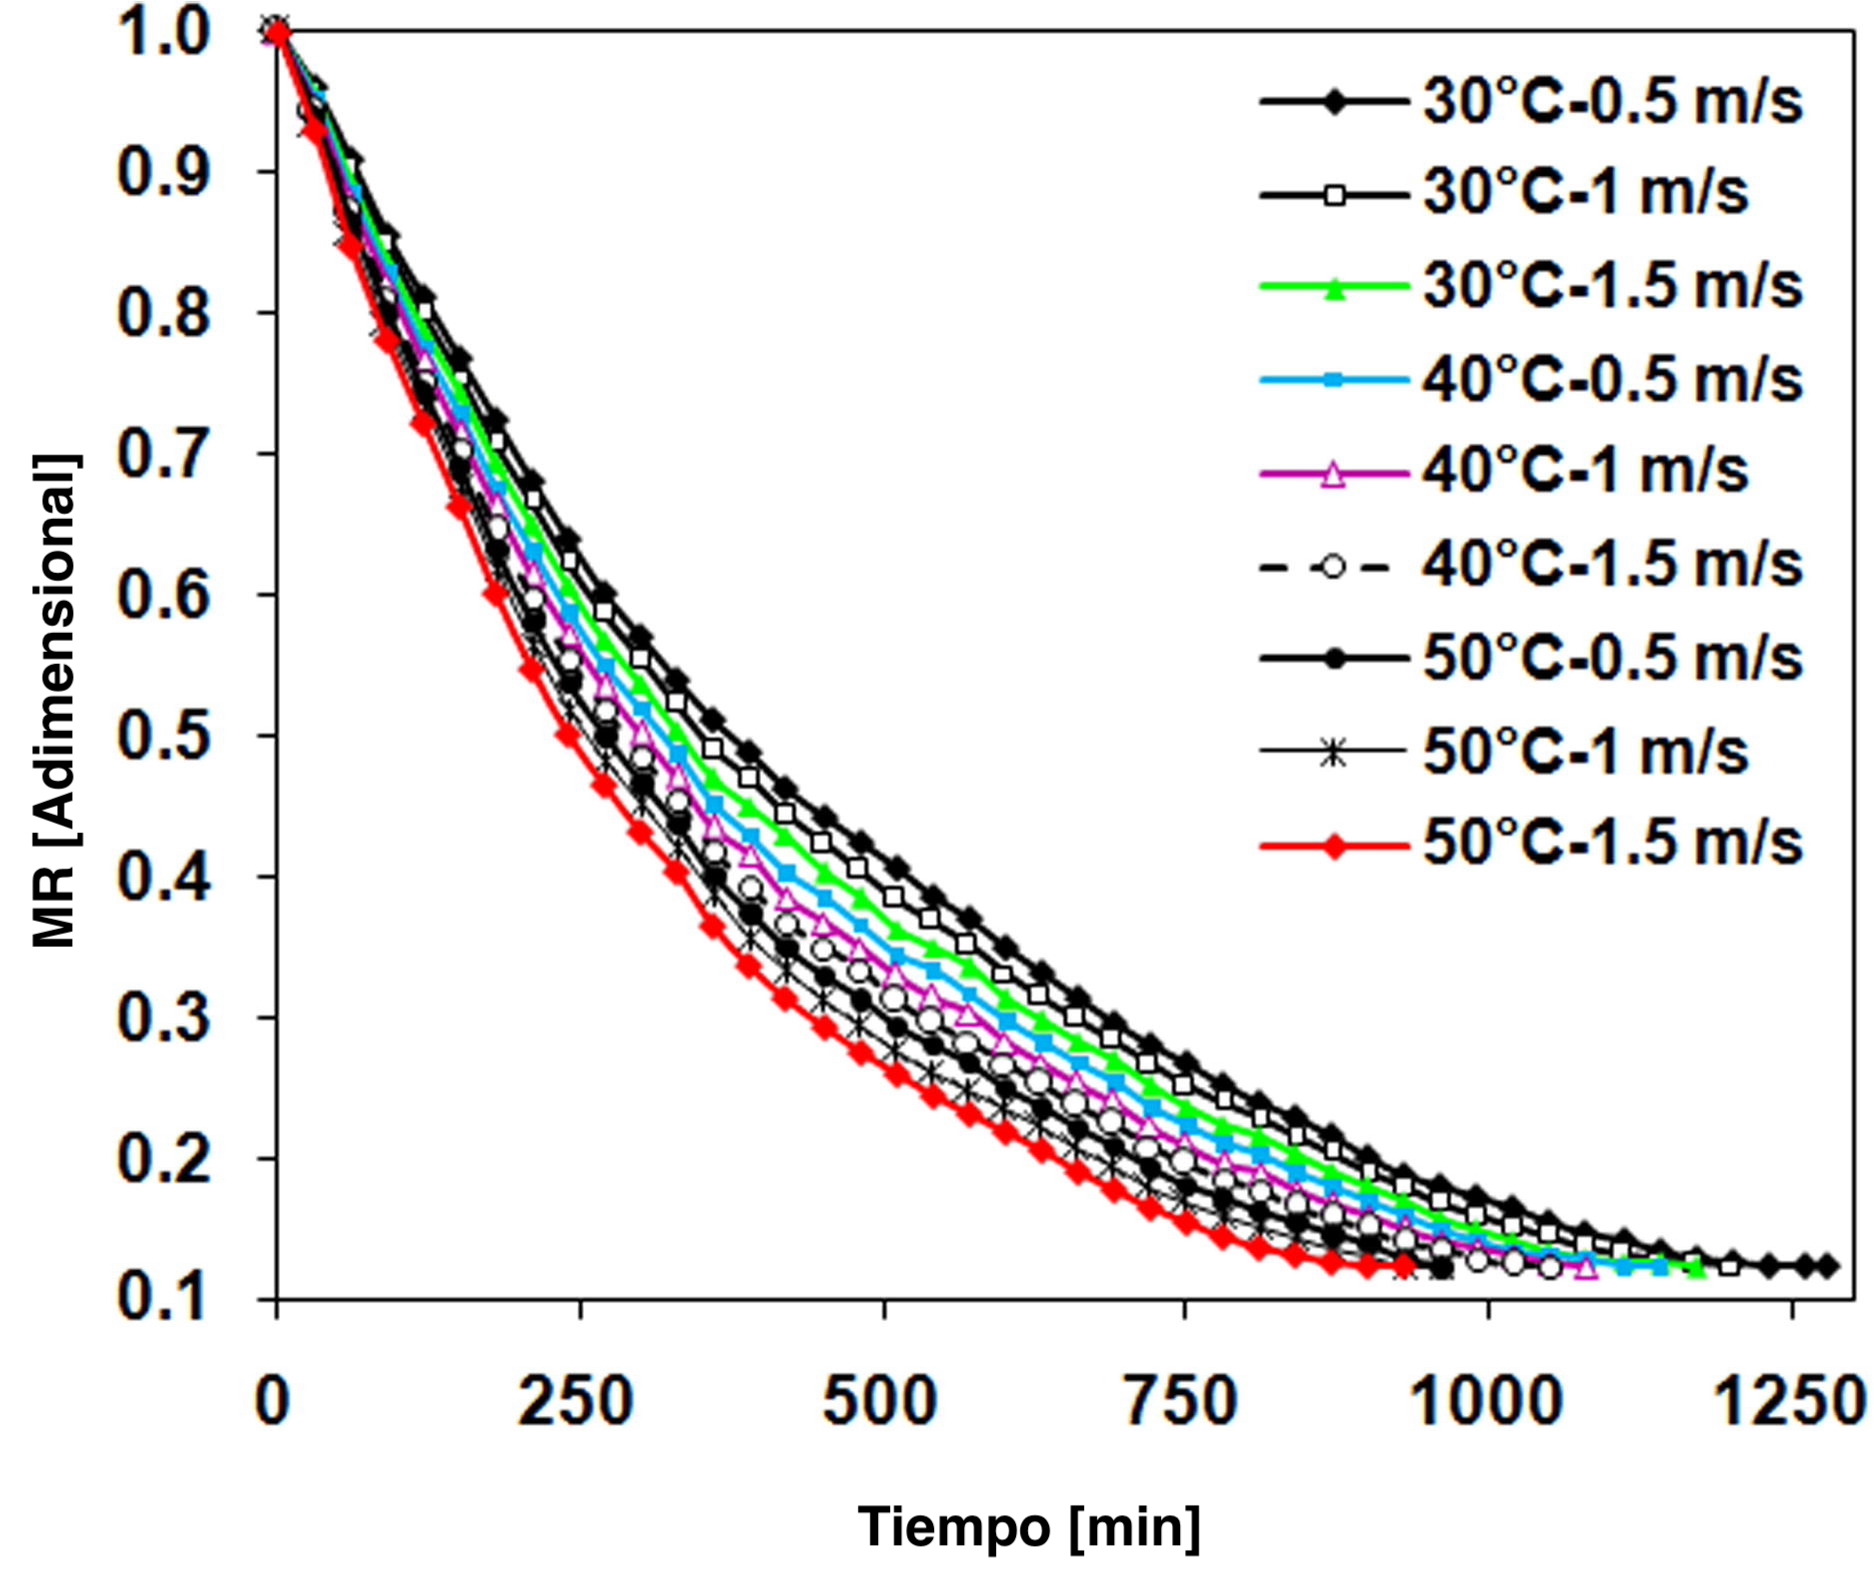 1.0
0.9
0.8
0.7
0.6
0.5
0.4
0.3
0.2
0.1
MR [Adimensional]
30°C-0.5 m/s
30°C-1 m/s
30°C-1.5 m/s
40°C-0.5 m/s
40°C-1 m/s
40°C-1.5 m/s
50°C-0.5 m/s
50°C-1 m/s
50°C-1.5 m/s
0 250 500 750 1000 1250
Tiempo [min]